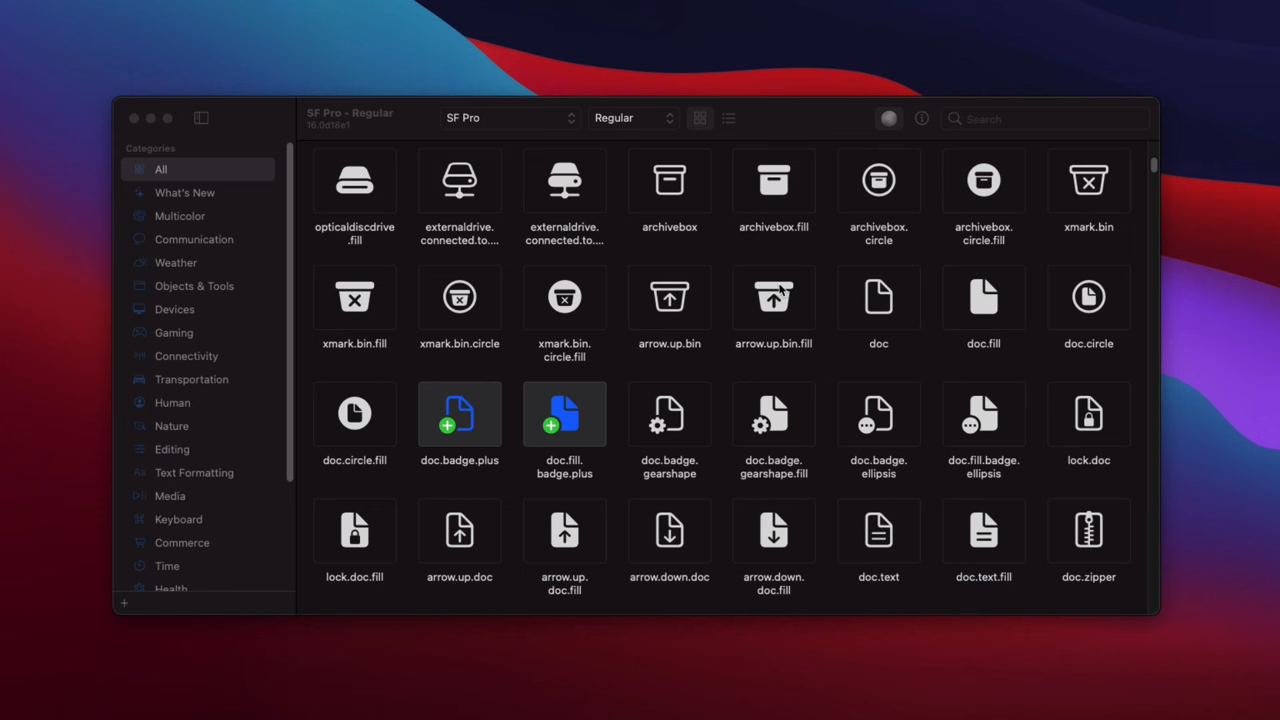 SF Pro - Regular
16.0d18e1
SF Pro
Regular
Search
Categories
All
What's New
Multicolor
Communication
Weather
Objects & Tools
Devices
Gaming
Connectivity
Transportation
Human
Nature
Editing
Text Formatting
Media
Keyboard
Commerce
Time
Health
opticaldiscdrive
.fill
externaldrive.
connected.to....
externaldrive.
connected.to....
archivebox
archivebox.fill
archivebox.
circle
archivebox.
circle.fill
xmark.bin
xmark.bin.fill
xmark.bin.circle
xmark.bin.
circle.fill
arrow.up.bin
arrow.up.bin.fill
doc
doc.fill
doc.circle
doc.circle.fill
doc.badge.plus
doc.fill.
badge.plus
doc.badge.
gearshape
doc.badge.
gearshape.fill
doc.badge.
ellipsis
doc.fill.badge.
ellipsis
lock.doc
lock.doc.fill
arrow.up.doc
arrow.up.
doc.fill
arrow.down.doc
arrow.down.
doc.fill
doc.text
doc.text.fill
doc.zipper